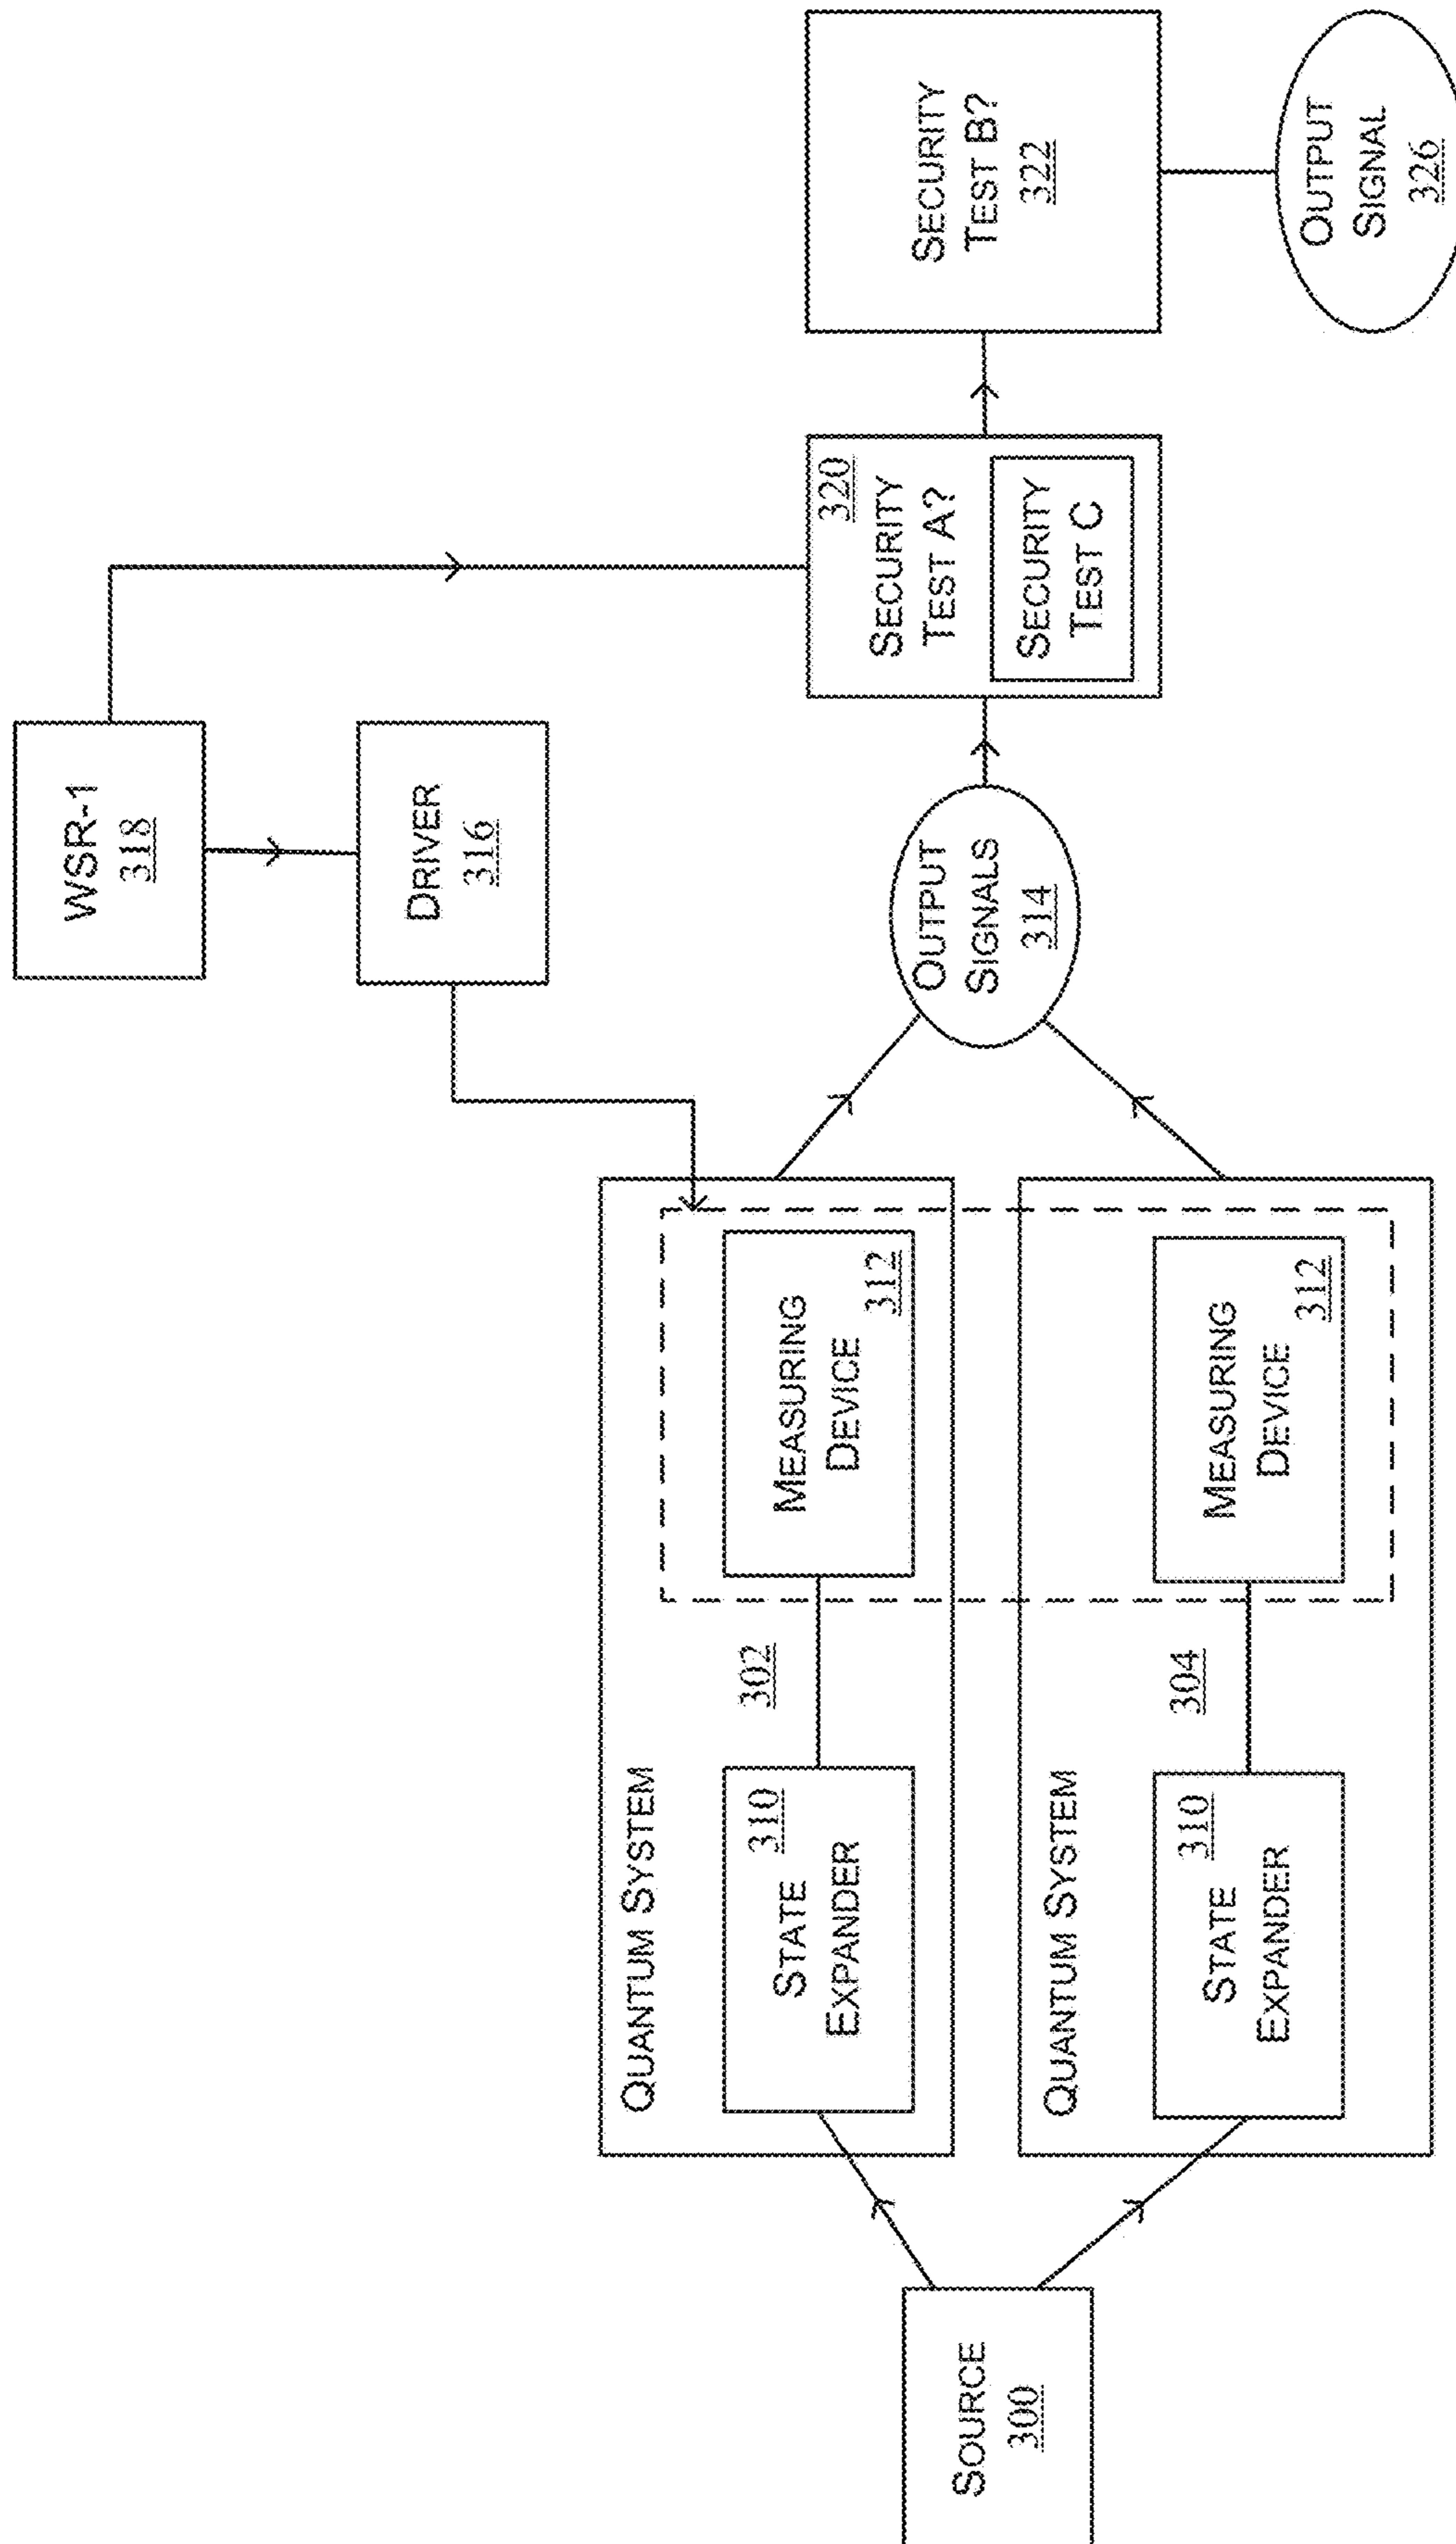 SOURCE
300
QUANTUM SYSTEM
310
STATE
EXPANDER
302
MEASURING
DEVICE
312
QUANTUM SYSTEM
310
STATE
EXPANDER
304
MEASURING
DEVICE
312
WSR-1
318
DRIVER
316
OUTPUT
SIGNALS
314
320
SECURITY
TEST A?
SECURITY
TEST C
SECURITY
TEST B?
322
OUTPUT
SIGNAL
326